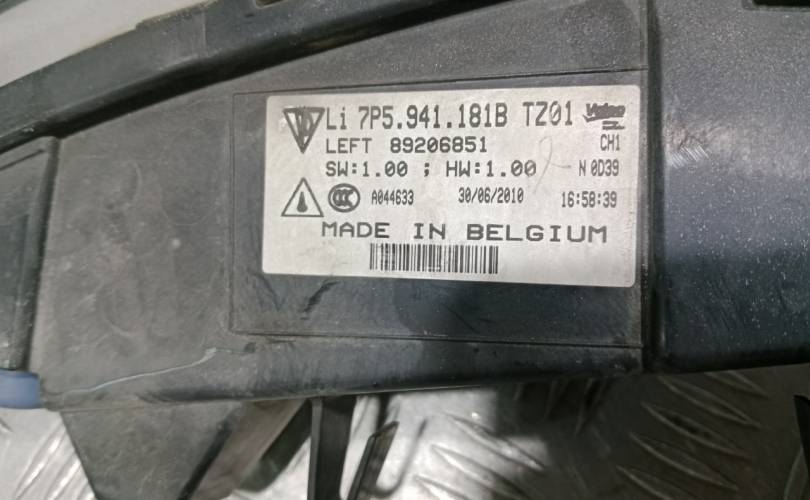 Li 7P5.941.181B TZ01 Valeo
LEFT 89206851 CH1
SW:1.00 ; HW:1.00 N 0D39
A044633 30/06/2010 16:58:39
MADE IN BELGIUM